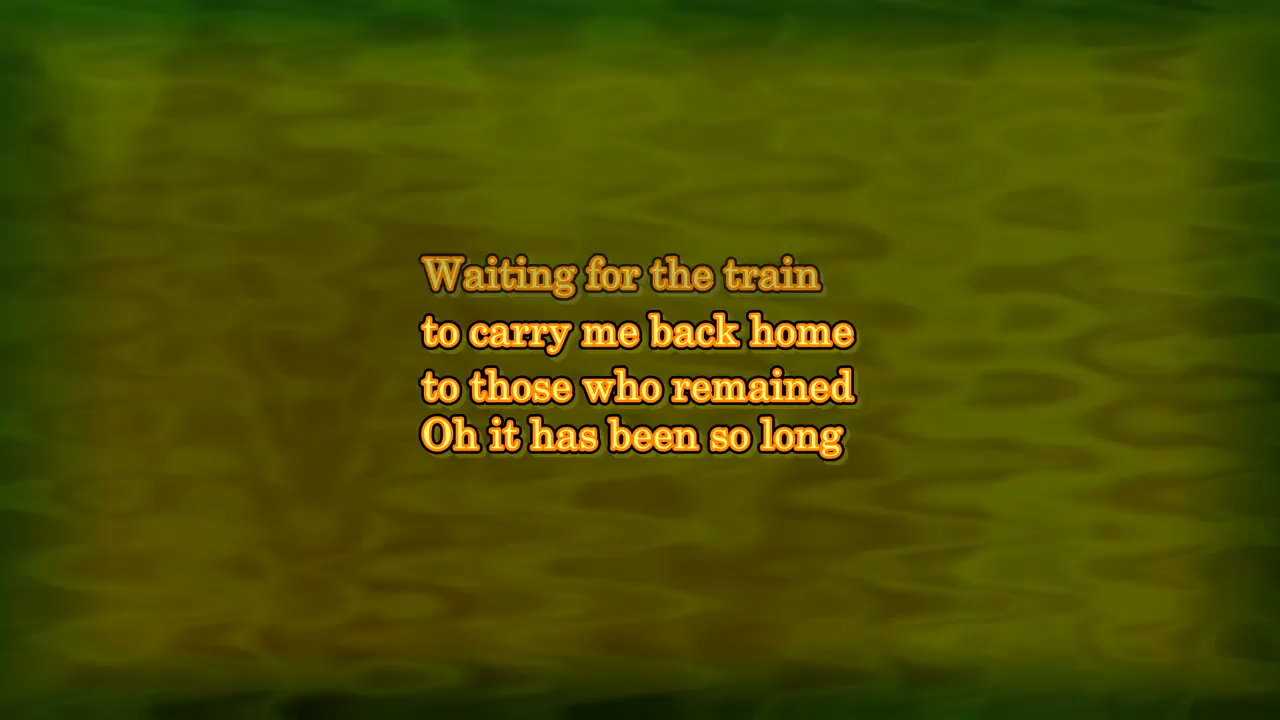 Waiting for the train
to carry me back home
to those who remained
Oh it has been so long